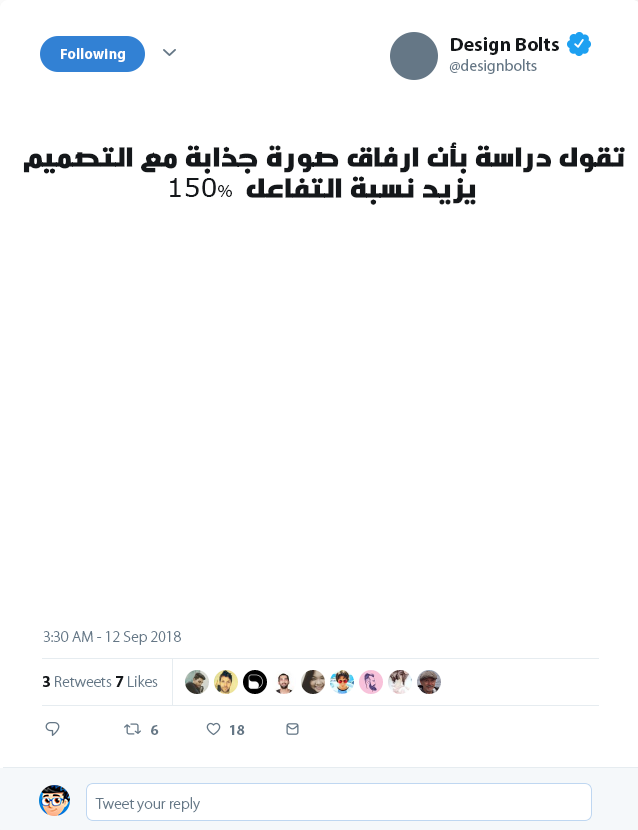 Following
Design Bolts
@designbolts
تقول دراسة بأن ارفاق صورة جذابة مع التصميم
يزيد نسبة التفاعل 150%
3:30 AM - 12 Sep 2018
3 Retweets 7 Likes
6 18
Tweet your reply